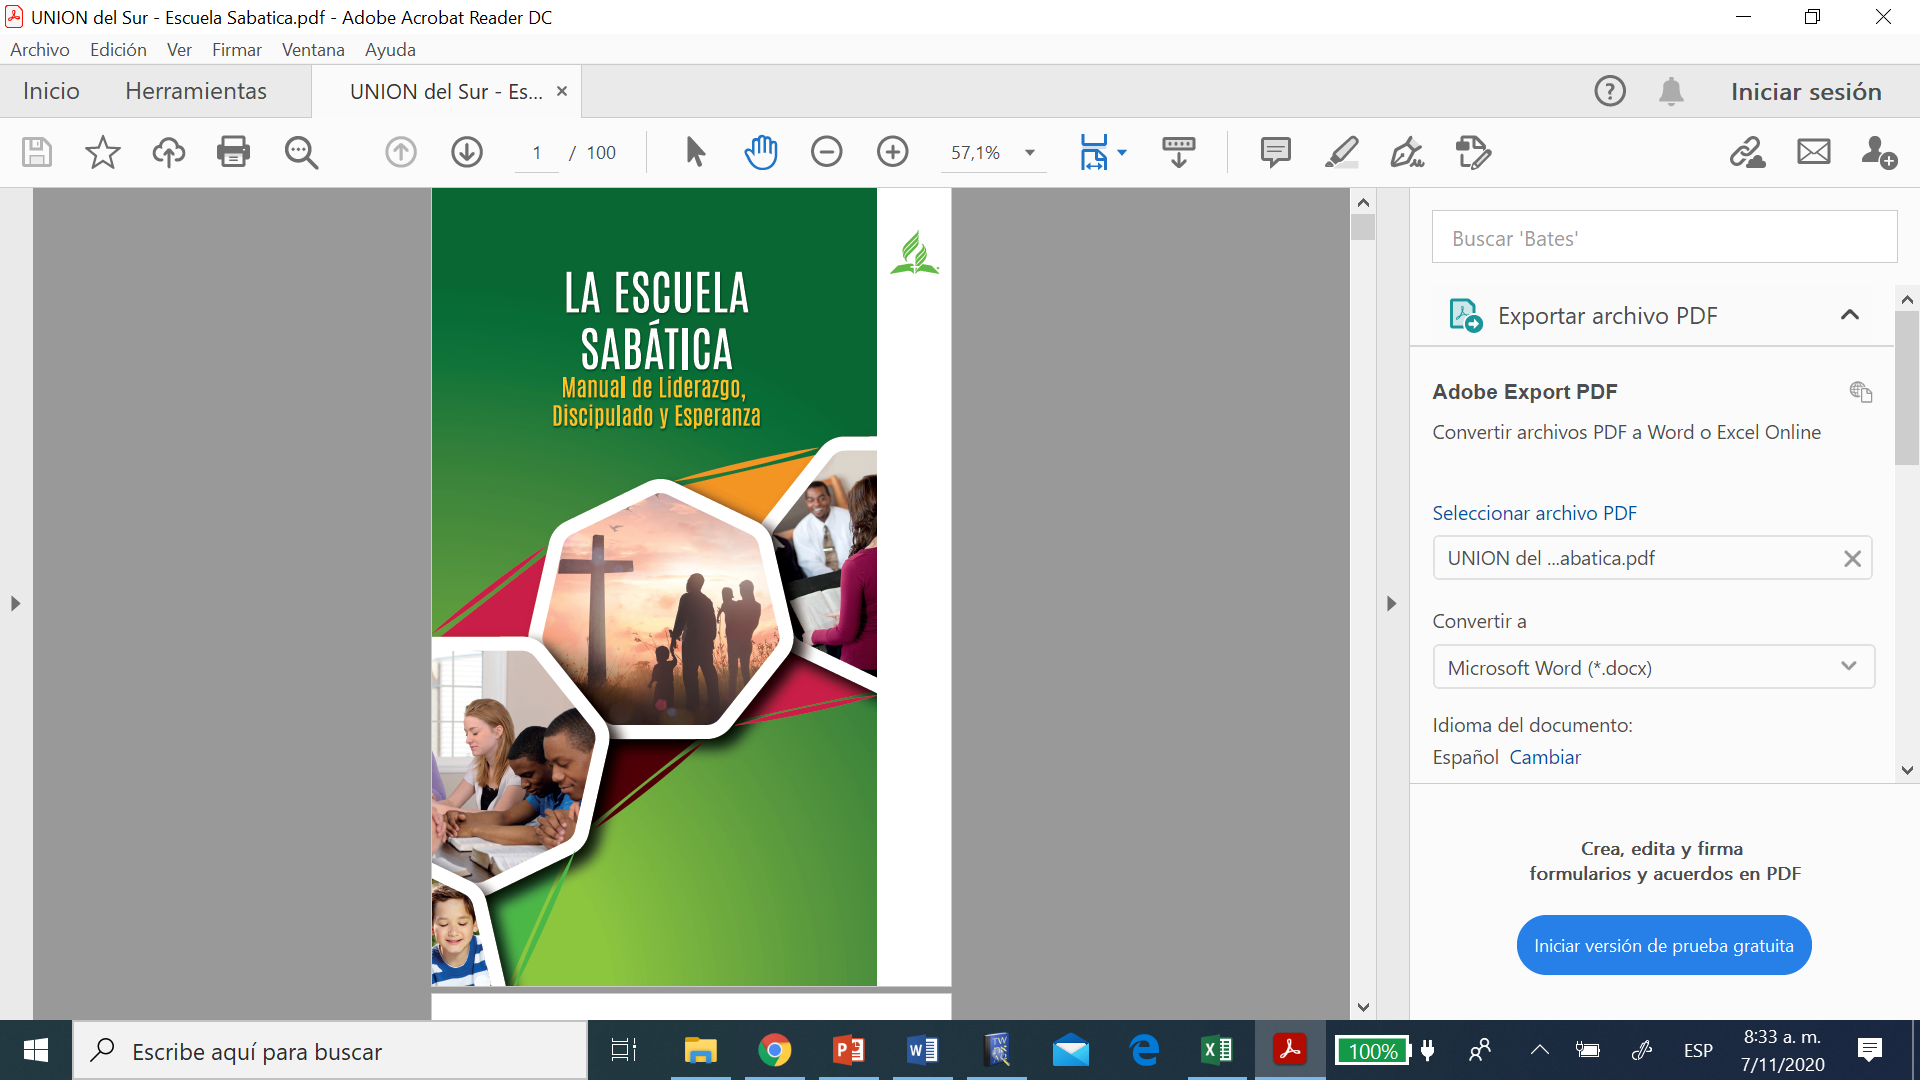 UNION del Sur - Escuela Sabatica.pdf - Adobe Acrobat Reader DC
Archivo Edición Ver Firmar Ventana Ayuda
Inicio Herramientas UNION del Sur - Es... Iniciar sesión
1 / 100 57,1%
LA ESCUELA
SABÁTICA
Manual de Liderazgo,
Discipulado y Esperanza
Buscar 'Bates'
Exportar archivo PDF
Adobe Export PDF
Convertir archivos PDF a Word o Excel Online
Seleccionar archivo PDF
UNION del ...abatica.pdf
Convertir a
Microsoft Word (*.docx)
Idioma del documento:
Español Cambiar
Crea, edita y firma
formularios y acuerdos en PDF
Iniciar versión de prueba gratuita
Escribe aquí para buscar
100%
ESP
8:33 a. m.
7/11/2020